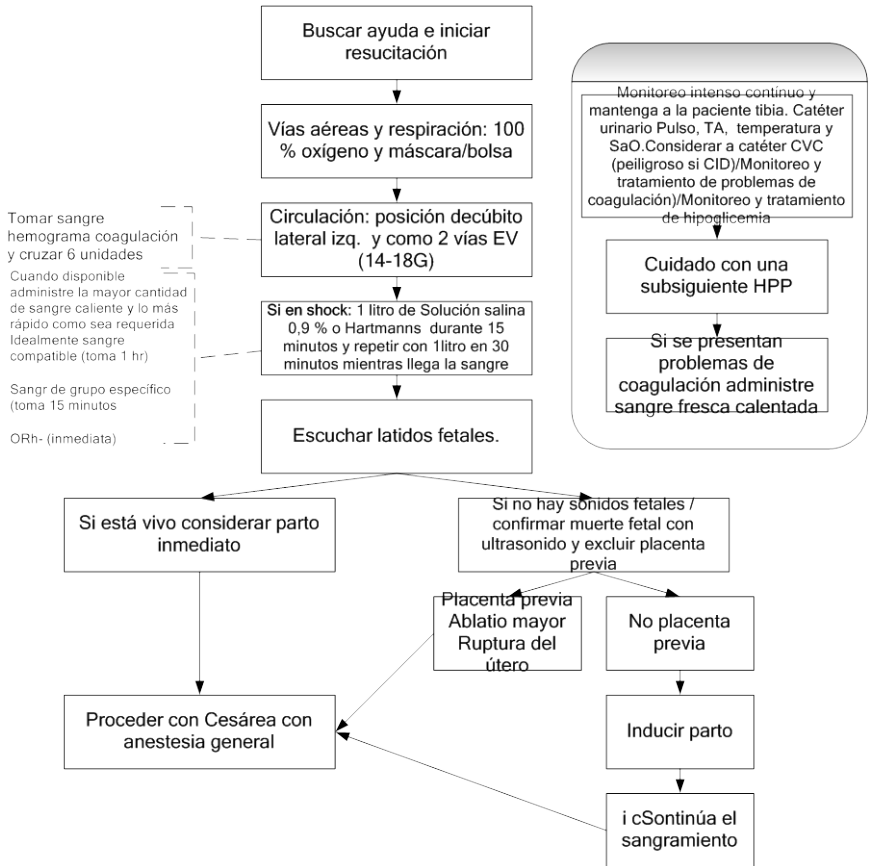 Buscar ayuda e iniciar
resucitación
Vías aéreas y respiración: 100
% oxígeno y máscara/bolsa
Tomar sangre
hemograma coagulación
y cruzar 6 unidades
Circulación: posición decúbito
lateral izq.  y como 2 vías EV
(14-18G)
Cuando disponible
administre la mayor cantidad
de sangre caliente y lo más
rápido como sea requerida
Idealmente sangre
compatible (toma 1 hr)
Sangr de grupo específico
(toma 15 minutos
ORh- (inmediata)
Si en shock: 1 litro de Solución salina
0,9 % o Hartmanns  durante 15
minutos y repetir con 1litro en 30
minutos mientras llega la sangre
Escuchar latidos fetales.
Si está vivo considerar parto
inmediato
Si no hay sonidos fetales /
confirmar muerte fetal con
ultrasonido y excluir placenta
previa
Placenta previa
Ablatio mayor
Ruptura del
útero
No placenta
previa
Proceder con Cesárea con
anestesia general
Inducir parto
i cSontinúa el
sangramiento
Monitoreo intenso contínuo y
mantenga a la paciente tibia. Catéter
urinario Pulso, TA,  temperatura y
SaO.Considerar a catéter CVC
(peligroso si CID)/Monitoreo y
tratamiento de problemas de
coagulación)/Monitoreo y tratamiento
de hipoglicemia
Cuidado con una
subsiguiente HPP
Si se presentan
problemas de
coagulación administre
sangre fresca calentada